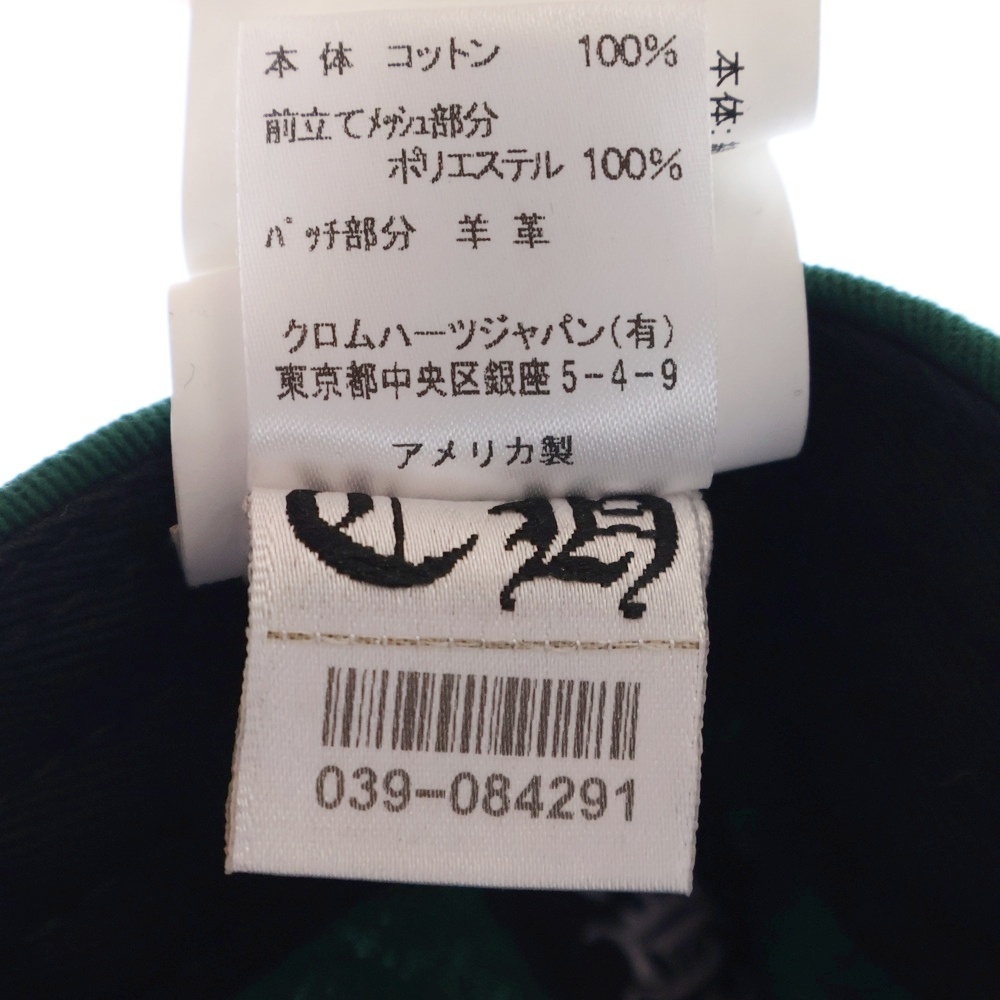 本体 コットン 100%
前立てメッシュ部分
ポリエステル 100%
パッチ部分 羊革
クロムハーツジャパン(有)
東京都中央区銀座5-4-9
アメリカ製
CH
039-084291
本体: